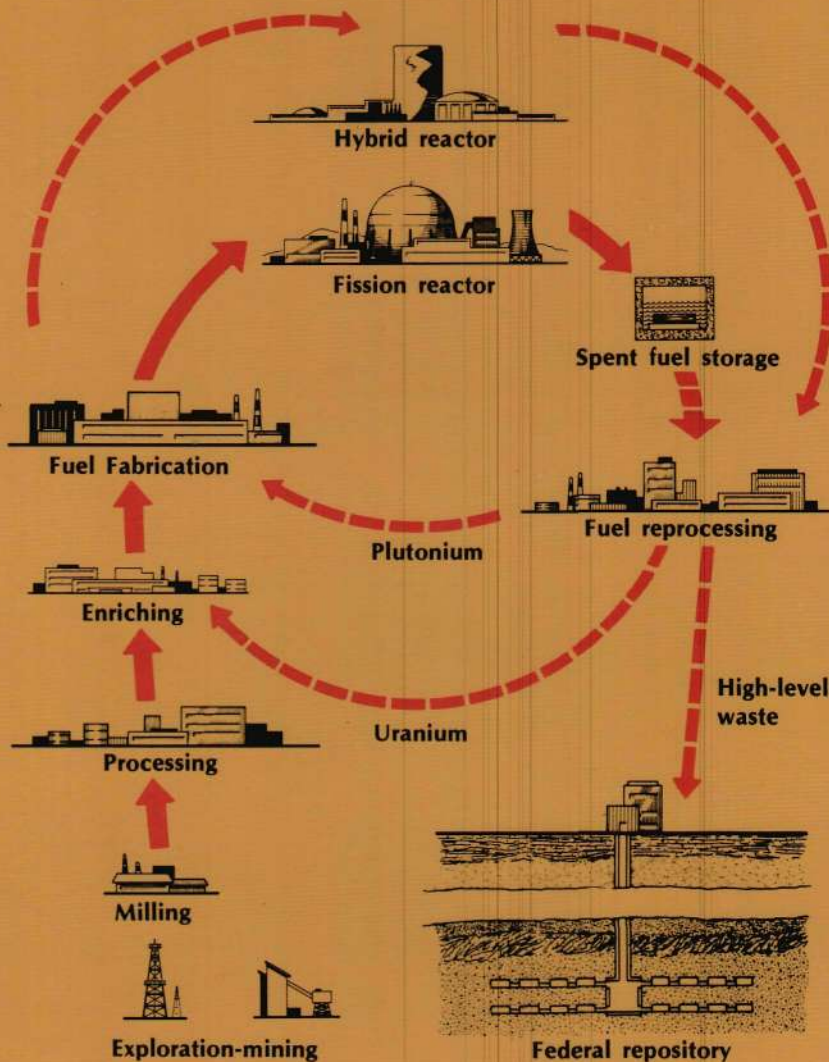 Hybrid reactor
Fission reactor
Spent fuel storage
Fuel Fabrication
Fuel reprocessing
Plutonium
Enriching
High-level
waste
Uranium
Processing
Milling
Exploration-mining
Federal repository